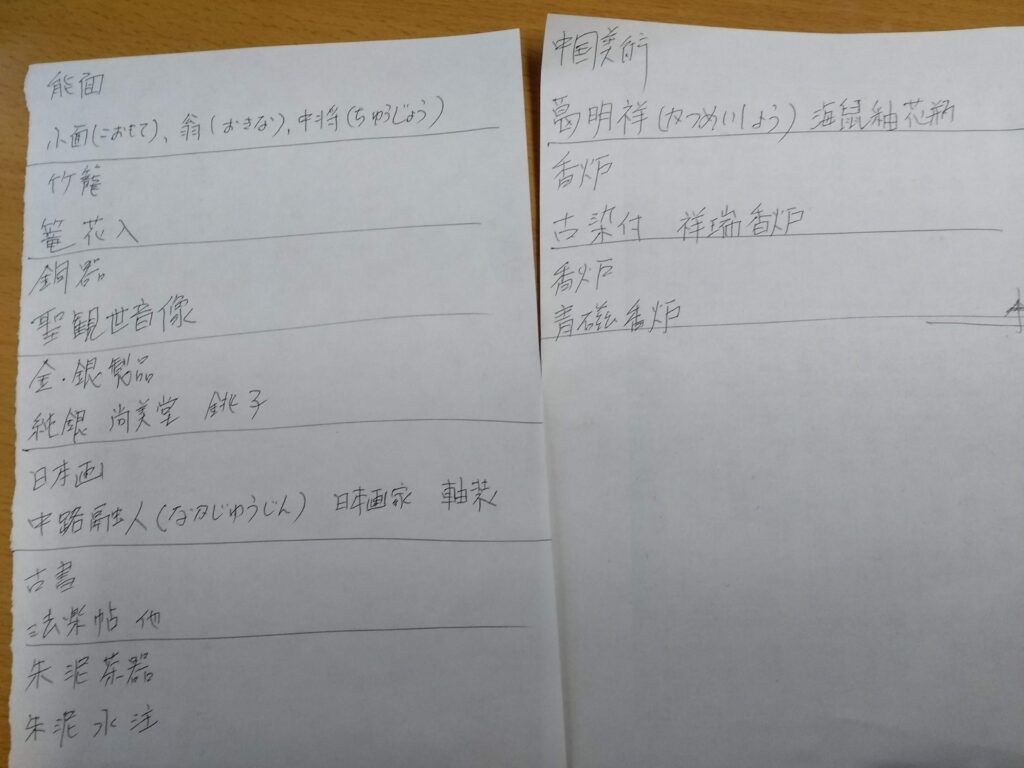 能面
小面(こおもて)、翁(おきな)、中将(ちゅうじょう)
竹籠
籠花入
銅器
聖観世音像
金・銀製品
純銀 尚美堂 銚子
日本画
中路融人(なかじゆうじん) 日本画家 軸装
古書
法楽帖 他
朱泥茶器
朱泥水注
中国美術
葛明祥(かつめいしょう) 海鼠釉花瓶
香炉
古染付 祥瑞香炉
香炉
青磁香炉